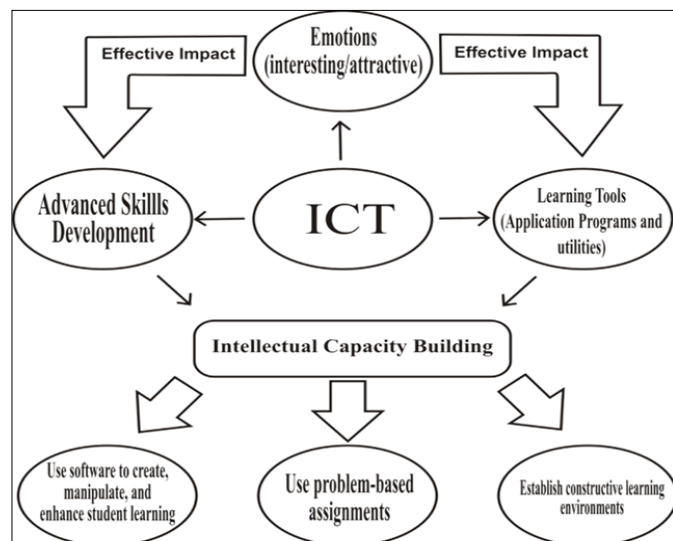 Emotions
(interesting/attractive)
Effective Impact
Effective Impact
Advanced Skillls
Development
ICT
Learning Tools
(Application Programs and
utilities)
Intellectual Capacity Building
Use software to create,
manipulate, and
enhance student learning
Use problem-based
assignments
Establish constructive learning
environments